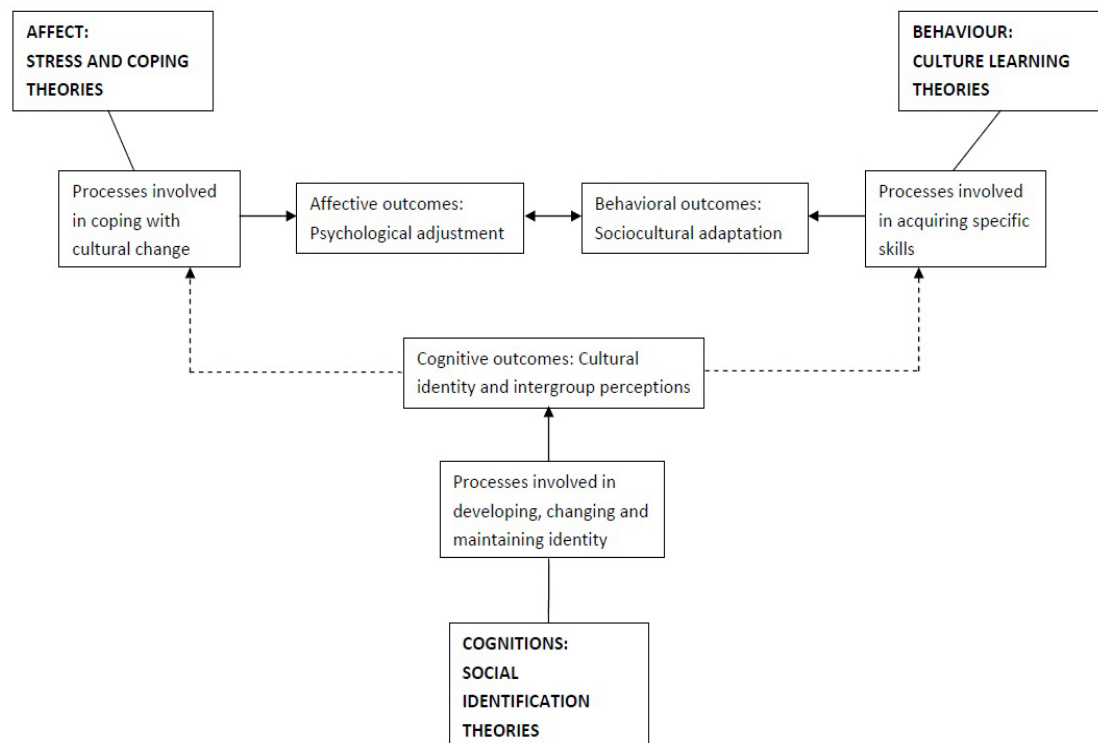 AFFECT:
STRESS AND COPING
THEORIES
BEHAVIOUR:
CULTURE LEARNING
THEORIES
Processes involved
in coping with
cultural change
Affective outcomes:
Psychological adjustment
Behavioral outcomes:
Sociocultural adaptation
Processes involved
in acquiring specific
skills
Cognitive outcomes: Cultural
identity and intergroup perceptions
Processes involved in
developing, changing and
maintaining identity
COGNITIONS:
SOCIAL
IDENTIFICATION
THEORIES